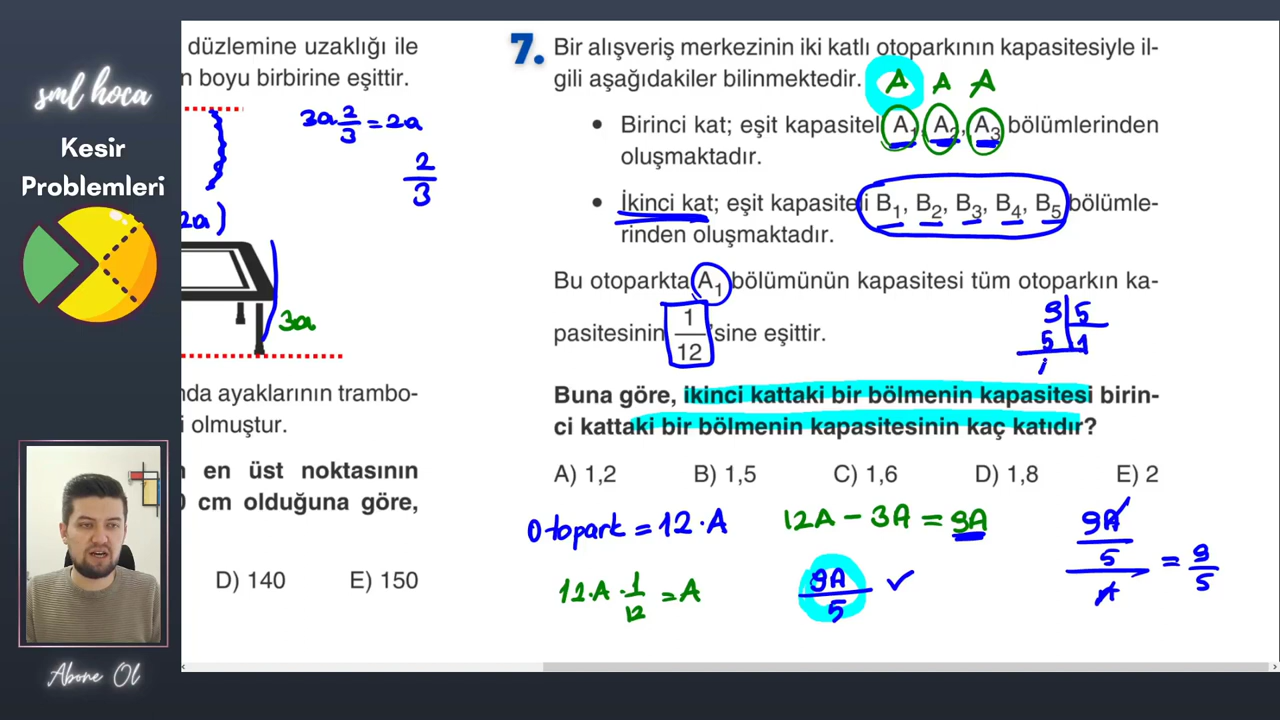 sml hoca
Kesir
Problemleri
Abone Ol
düzlemine uzaklığı ile
boyu birbirine eşittir.
3a 2/3 = 2a
2/3
2a)
3a
nda ayaklarının trambo-
olmuştur.
en üst noktasının
cm olduğuna göre,
D) 140 E) 150
7. Bir alışveriş merkezinin iki katlı otoparkının kapasitesiyle il-
gili aşağıdakiler bilinmektedir.
A A A
• Birinci kat; eşit kapasiteli A1, A2, A3 bölümlerinden
oluşmaktadır.
• İkinci kat; eşit kapasiteli B1, B2, B3, B4, B5 bölümle-
rinden oluşmaktadır.
Bu otoparkta A1 bölümünün kapasitesi tüm otoparkın ka-
pasitesinin 1/12 'sine eşittir.
9 5
5 1
Buna göre, ikinci kattaki bir bölmenin kapasitesi birin-
ci kattaki bir bölmenin kapasitesinin kaç katıdır?
A) 1,2 B) 1,5 C) 1,6 D) 1,8 E) 2
Otopark = 12.A
12.A . 1/12 = A
12A - 3A = 9A
9A/5 ✓
9A/5 / A = 9/5